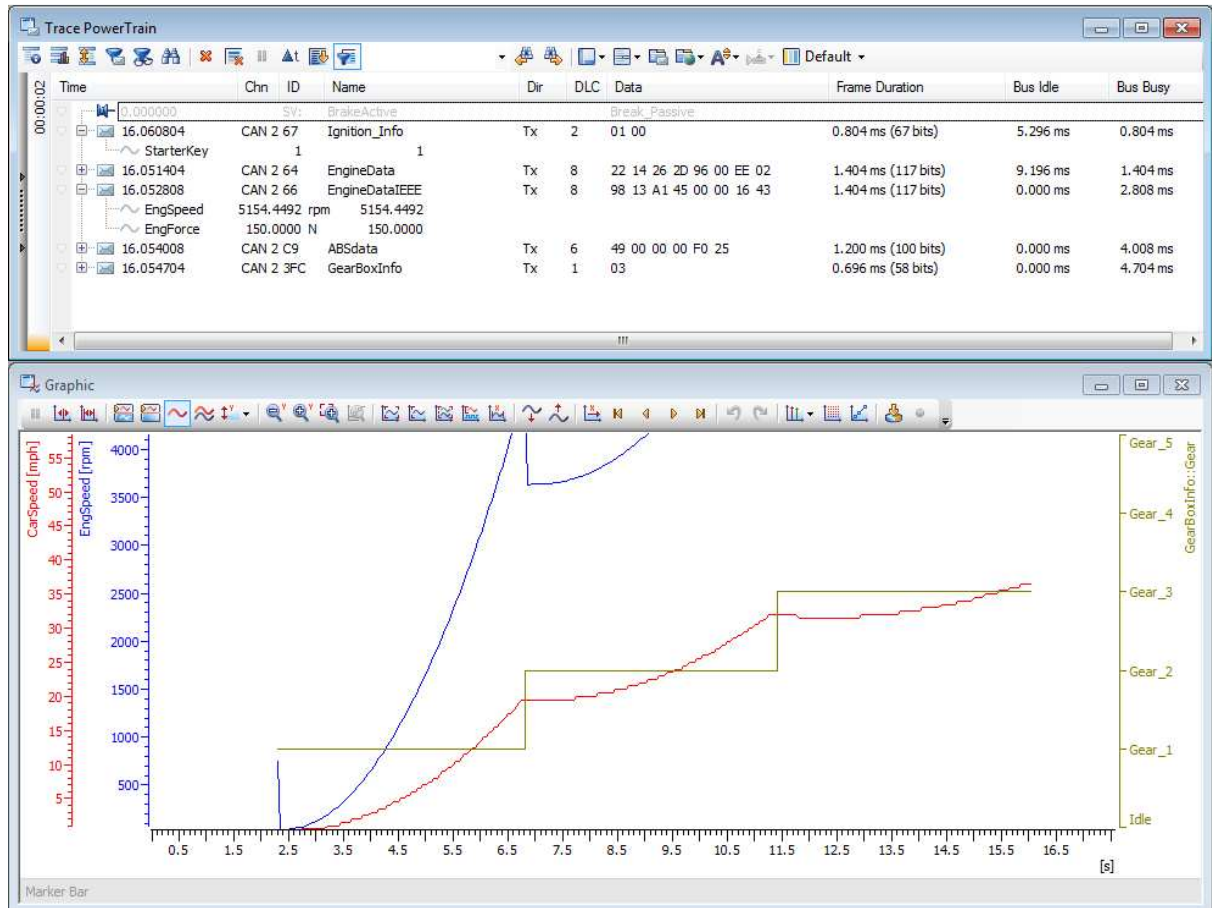 Trace PowerTrain
Default
00:00:02
Time Chn ID Name Dir DLC Data Frame Duration Bus Idle Bus Busy
0.000000 SV: BrakeActive Break_Passive
16.060804 CAN 2 67 Ignition_Info Tx 2 01 00 0.804 ms (67 bits) 5.296 ms 0.804 ms
StarterKey 1 1
16.051404 CAN 2 64 EngineData Tx 8 22 14 26 2D 96 00 EE 02 1.404 ms (117 bits) 9.196 ms 1.404 ms
16.052808 CAN 2 66 EngineDataIEEE Tx 8 98 13 A1 45 00 00 16 43 1.404 ms (117 bits) 0.000 ms 2.808 ms
EngSpeed 5154.4492 rpm 5154.4492
EngForce 150.0000 N 150.0000
16.054008 CAN 2 C9 ABSdata Tx 6 49 00 00 00 F0 25 1.200 ms (100 bits) 0.000 ms 4.008 ms
16.054704 CAN 2 3FC GearBoxInfo Tx 1 03 0.696 ms (58 bits) 0.000 ms 4.704 ms
Graphic
CarSpeed [mph]
55
50
45
40
35
30
25
20
15
10
5
EngSpeed [rpm]
4000
3500
3000
2500
2000
1500
1000
500
Gear_5
Gear_4
Gear_3
Gear_2
Gear_1
Idle
GearBoxInfo::Gear
0.5 1.5 2.5 3.5 4.5 5.5 6.5 7.5 8.5 9.5 10.5 11.5 12.5 13.5 14.5 15.5 16.5
[s]
Marker Bar